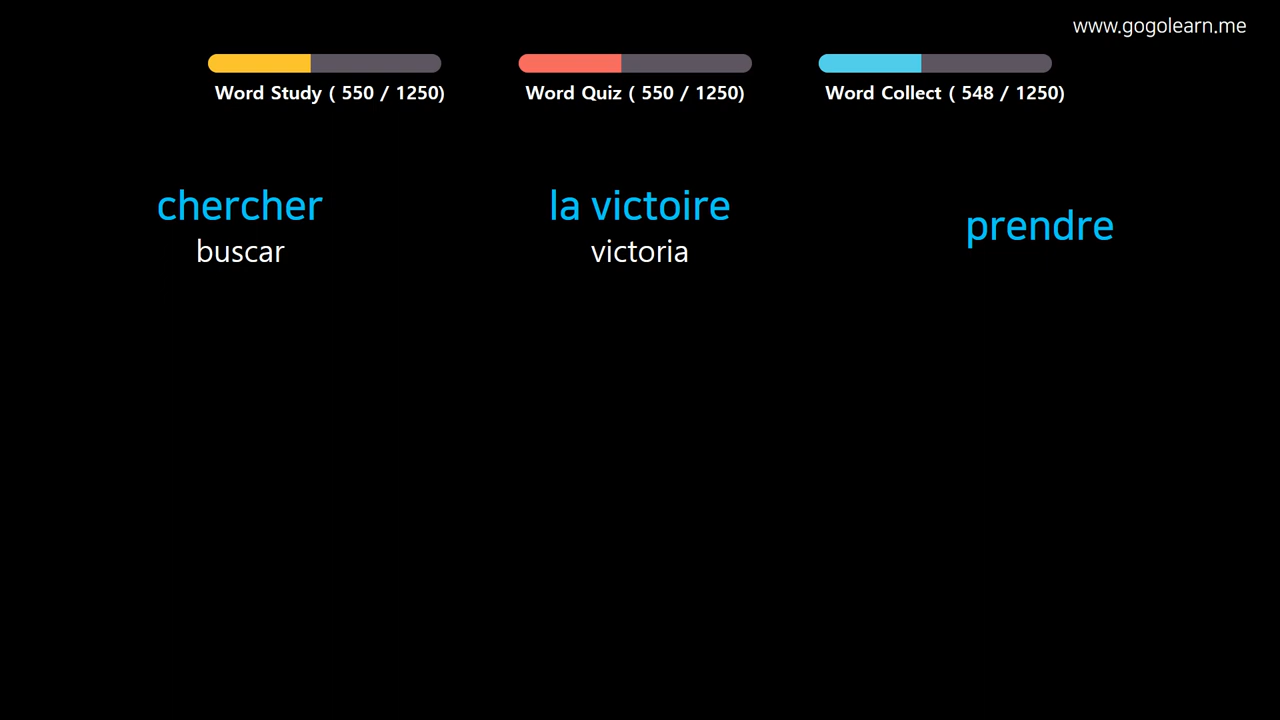 www.gogolearn.me
Word Study ( 550 / 1250)
Word Quiz ( 550 / 1250)
Word Collect ( 548 / 1250)
chercher
buscar
la victoire
victoria
prendre